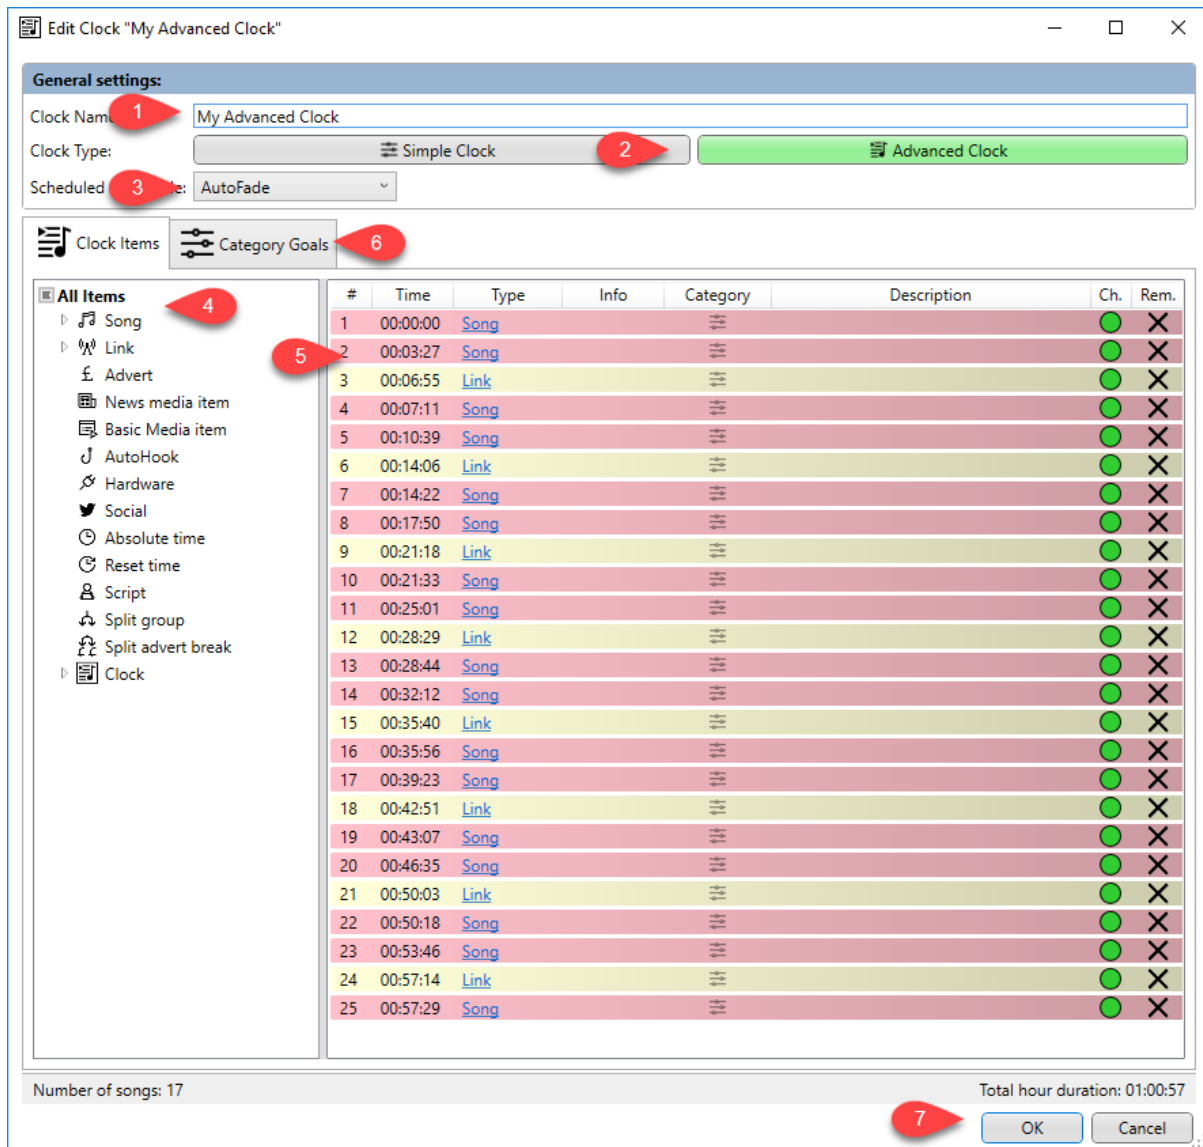 Edit Clock "My Advanced Clock"
General settings:
Clock Name 1 My Advanced Clock
Clock Type: Simple Clock 2 Advanced Clock
Scheduled 3 e: AutoFade
Clock Items Category Goals 6
All Items 4
Song
Link
£ Advert
News media item
Basic Media item
AutoHook
Hardware
Social
Absolute time
Reset time
Script
Split group
Split advert break
Clock
5
# Time Type Info Category Description Ch. Rem.
1 00:00:00 Song
2 00:03:27 Song
3 00:06:55 Link
4 00:07:11 Song
5 00:10:39 Song
6 00:14:06 Link
7 00:14:22 Song
8 00:17:50 Song
9 00:21:18 Link
10 00:21:33 Song
11 00:25:01 Song
12 00:28:29 Link
13 00:28:44 Song
14 00:32:12 Song
15 00:35:40 Link
16 00:35:56 Song
17 00:39:23 Song
18 00:42:51 Link
19 00:43:07 Song
20 00:46:35 Song
21 00:50:03 Link
22 00:50:18 Song
23 00:53:46 Song
24 00:57:14 Link
25 00:57:29 Song
Number of songs: 17 Total hour duration: 01:00:57
7 OK Cancel